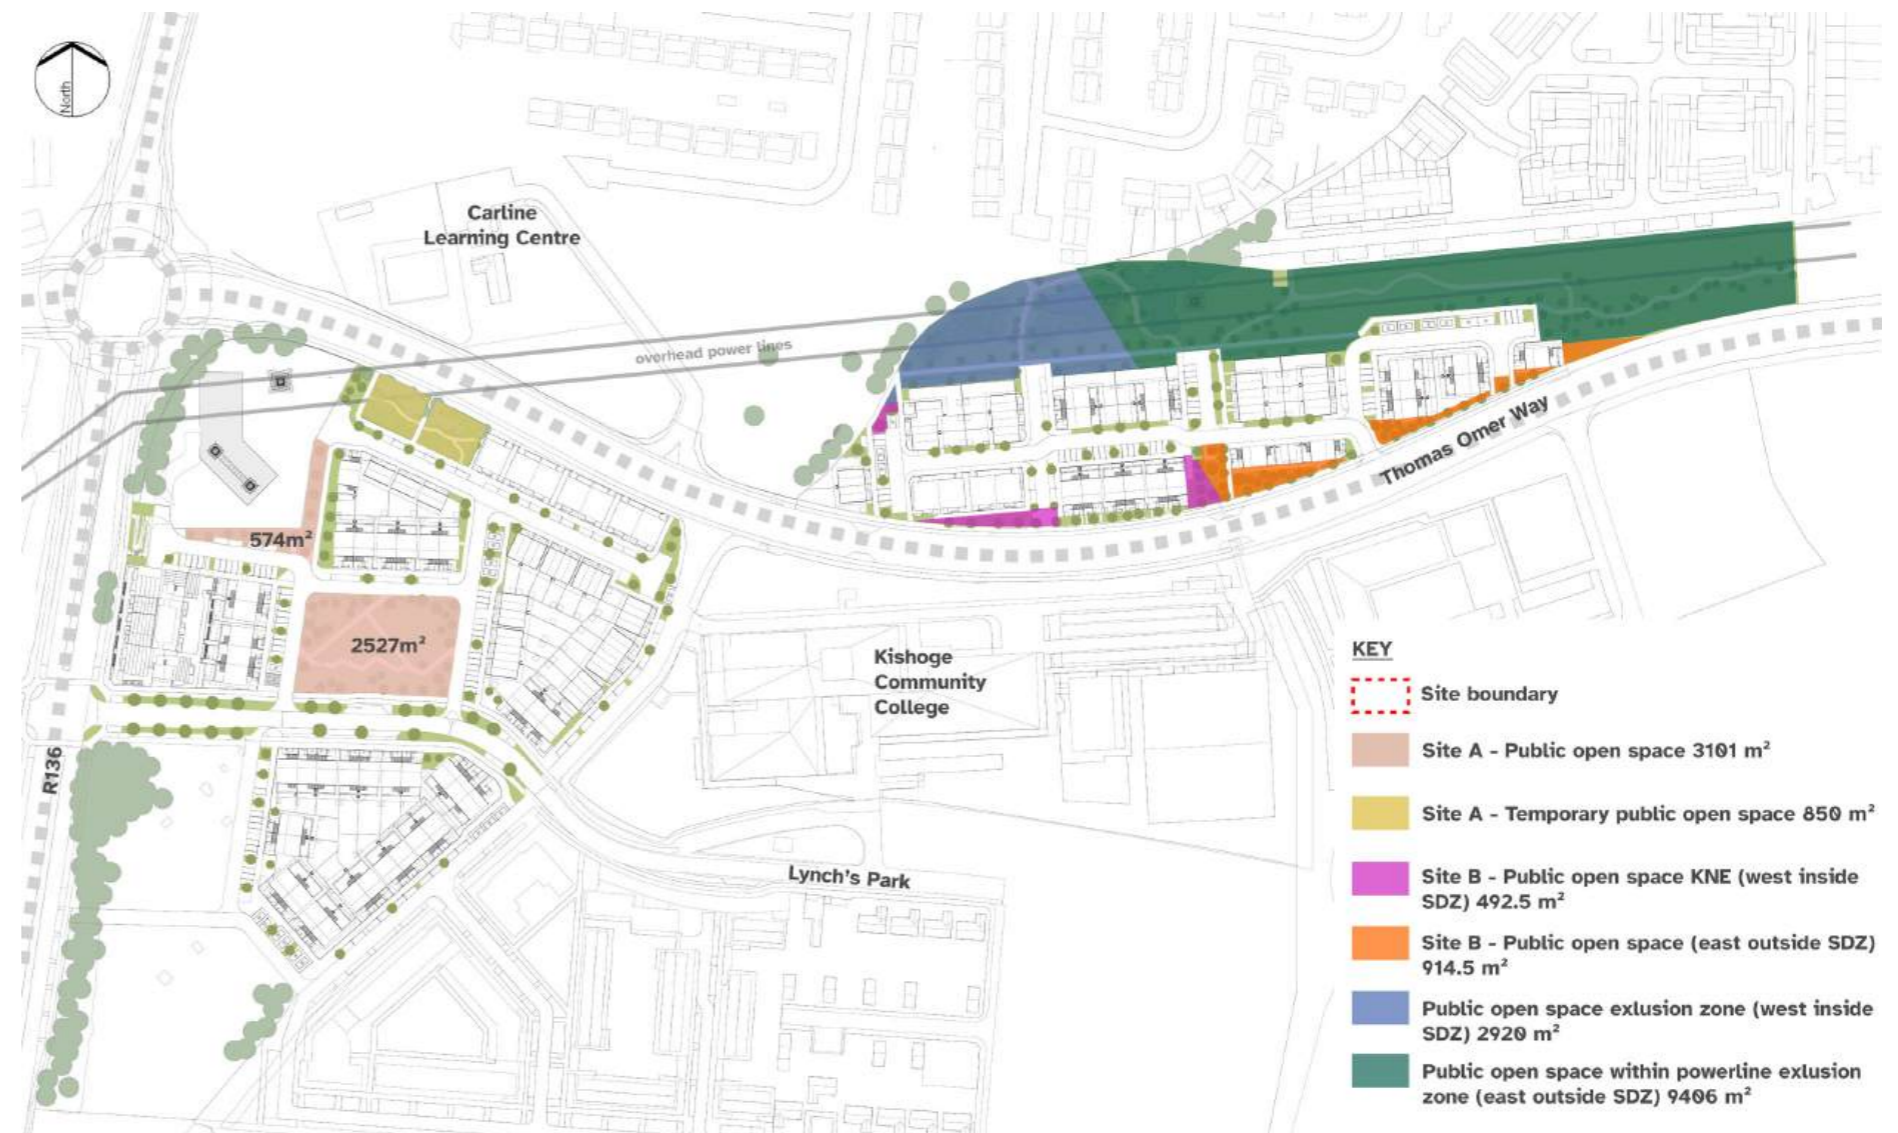 North
Carline
Learning Centre
overhead power lines
Thomas Omer Way
574m²
2527m²
Kishoge
Community
College
R136
Lynch's Park
KEY
Site boundary
Site A - Public open space 3101 m²
Site A - Temporary public open space 850 m²
Site B - Public open space KNE (west inside
SDZ) 492.5 m²
Site B - Public open space (east outside SDZ)
914.5 m²
Public open space exlusion zone (west inside
SDZ) 2920 m²
Public open space within powerline exlusion
zone (east outside SDZ) 9406 m²